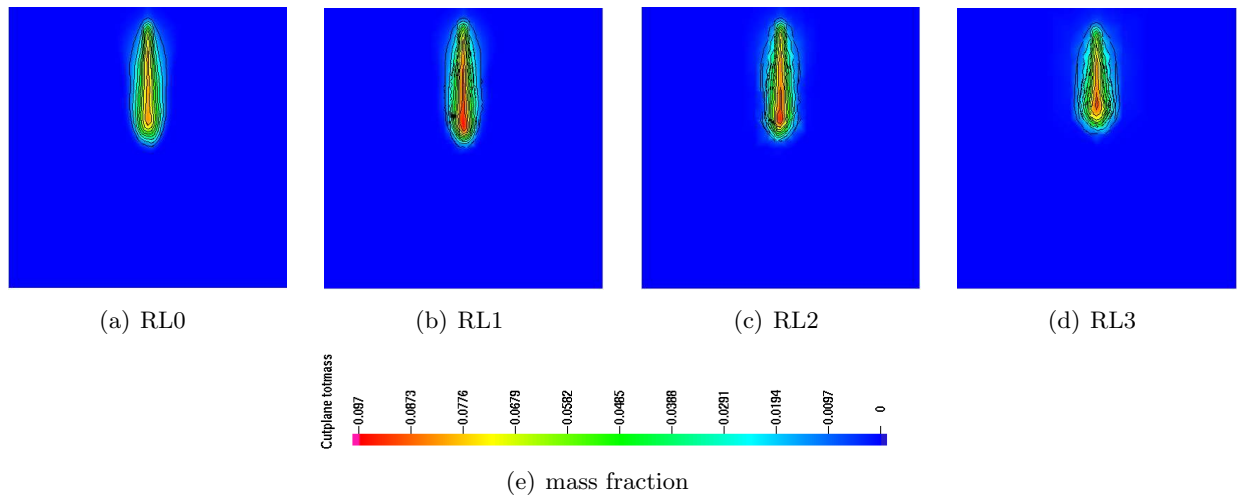 (a) RL0
(b) RL1
(c) RL2
(d) RL3
Cutplane totmass
0.097
0.0873
0.0776
0.0679
0.0582
0.0485
0.0388
0.0291
0.0194
0.0097
0
(e) mass fraction